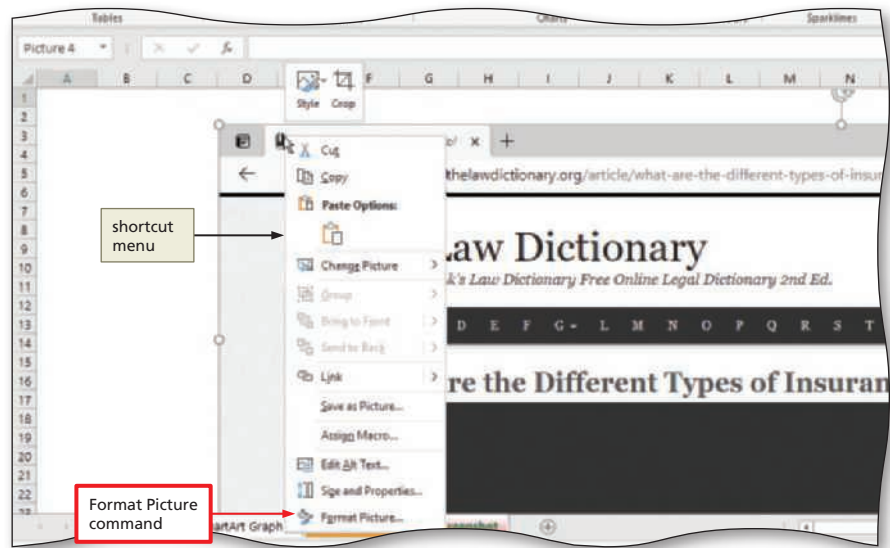 Tables
Charts
Sparklines
Picture 4
fx
A B C D F G H I J K L M N
Style Crop
1
2
3
4
5
6
7
8
9
10
11
12
13
14
15
16
17
18
19
20
21
22
Cut
Copy
Paste Options:
Change Picture
Group
Bring to Front
Send to Back
Link
Save as Picture...
Assign Macro...
Edit Alt Text...
Size and Properties...
Format Picture...
thelawdictionary.org/article/what-are-the-different-types-of-insur
aw Dictionary
k's Law Dictionary Free Online Legal Dictionary 2nd Ed.
D E F G - L M N O P Q R S T
re the Different Types of Insuran
shortcut
menu
Format Picture
command
artArt Graph